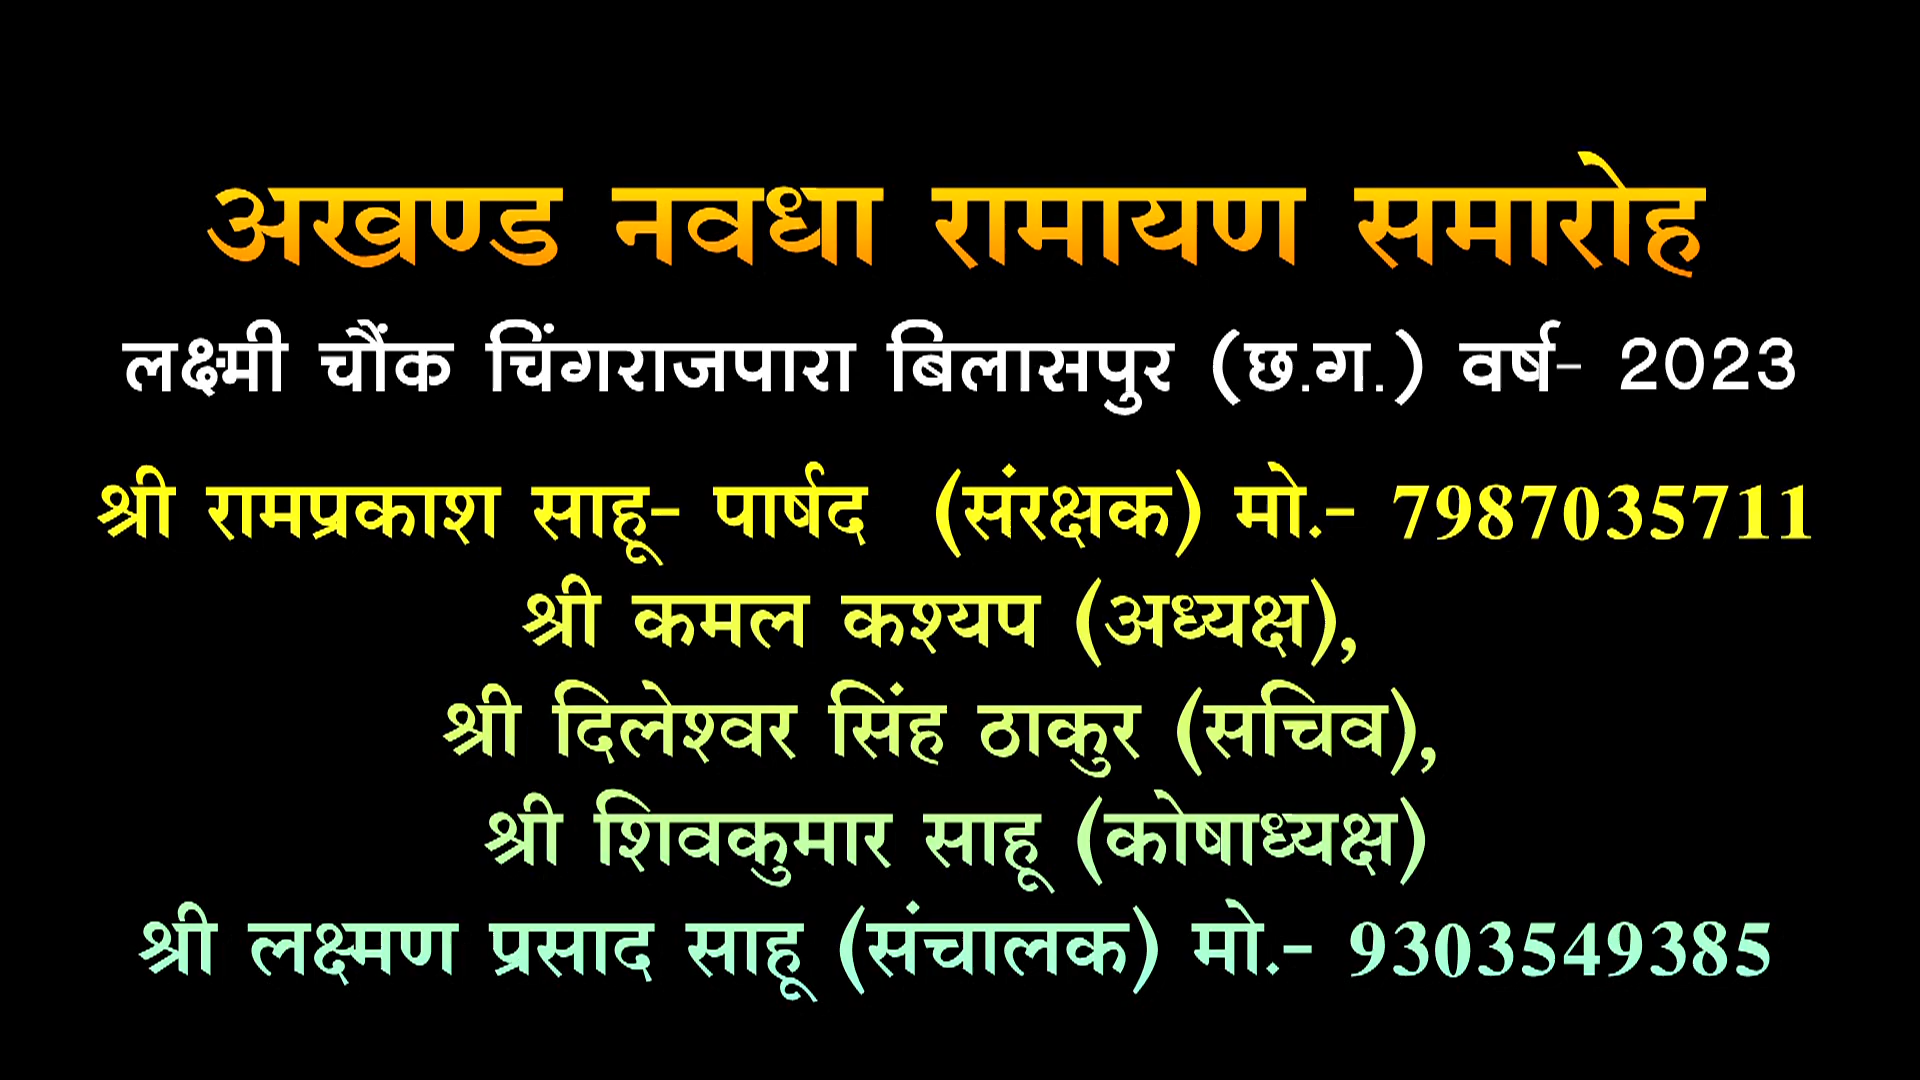 अखण्ड नवधा रामायण समारोह
लक्ष्मी चौंक चिंगराजपारा बिलासपुर (छ.ग.) वर्ष- 2023
श्री रामप्रकाश साहू- पार्षद (संरक्षक) मो.- 7987035711
श्री कमल कश्यप (अध्यक्ष),
श्री दिलेश्वर सिंह ठाकुर (सचिव),
श्री शिवकुमार साहू (कोषाध्यक्ष)
श्री लक्ष्मण प्रसाद साहू (संचालक) मो.- 9303549385